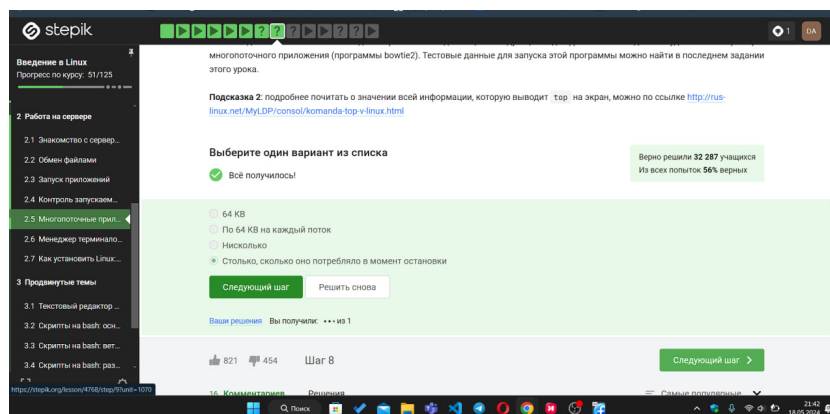 stepik
1
DA
Введение в Linux
Прогресс по курсу: 51/125
2 Работа на сервере
2.1 Знакомство с сервер...
2.2 Обмен файлами
2.3 Запуск приложений
2.4 Контроль запускаем...
2.5 Многопоточные прил...
2.6 Менеджер терминало...
2.7 Как установить Linux:...
3 Продвинутые темы
3.1 Текстовый редактор ...
3.2 Скрипты на bash: осн...
3.3 Скрипты на bash: вет...
3.4 Скрипты на bash: раз...
https://stepik.org/lesson/4768/step/9?unit=1070
многопоточного приложения (программы bowtie2). Тестовые данные для запуска этой программы можно найти в последнем задании
этого урока.
Подсказка 2: подробнее почитать о значении всей информации, которую выводит top на экран, можно по ссылке http://rus-
linux.net/MyLDP/consol/komanda-top-v-linux.html
Выберите один вариант из списка
Всё получилось!
Верно решили 32 287 учащихся
Из всех попыток 56% верных
64 KB
По 64 KB на каждый поток
Нисколько
Столько, сколько оно потребляло в момент остановки
Следующий шаг
Решить снова
Ваши решения Вы получили: из 1
821 454 Шаг 8
Следующий шаг
16 Комментариев Решения
Самые популярные
Поиск
21:42
18.05.2024